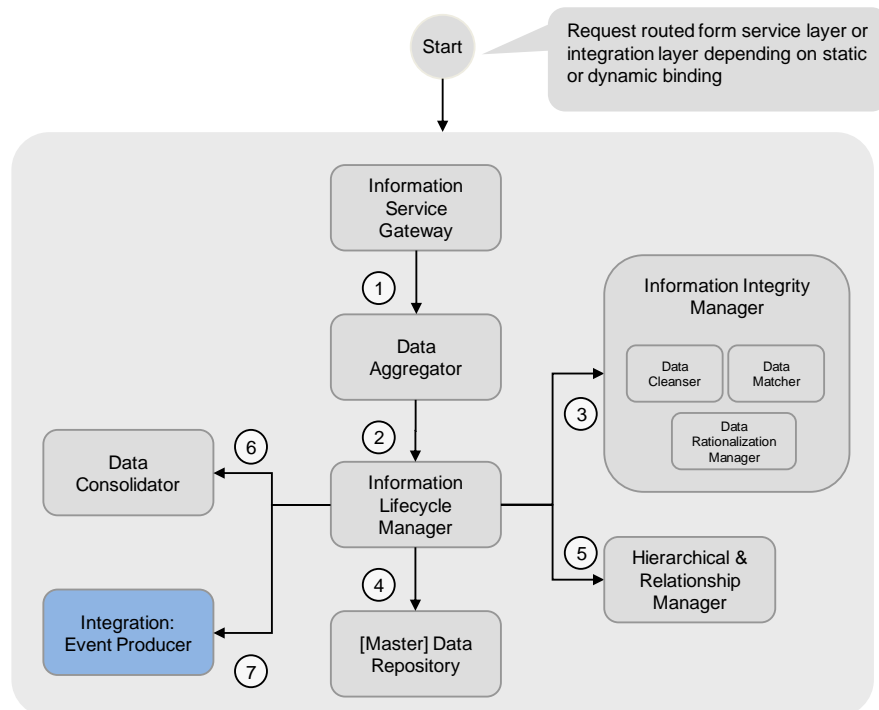 Start
Request routed form service layer or
integration layer depending on static
or dynamic binding
Information
Service
Gateway
1
Data
Aggregator
2
Information
Lifecycle
Manager
Information Integrity
Manager
Data
Cleanser
Data
Matcher
Data
Rationalization
Manager
3
4
[Master] Data
Repository
5
Hierarchical &
Relationship
Manager
6
Data
Consolidator
Integration:
Event Producer
7